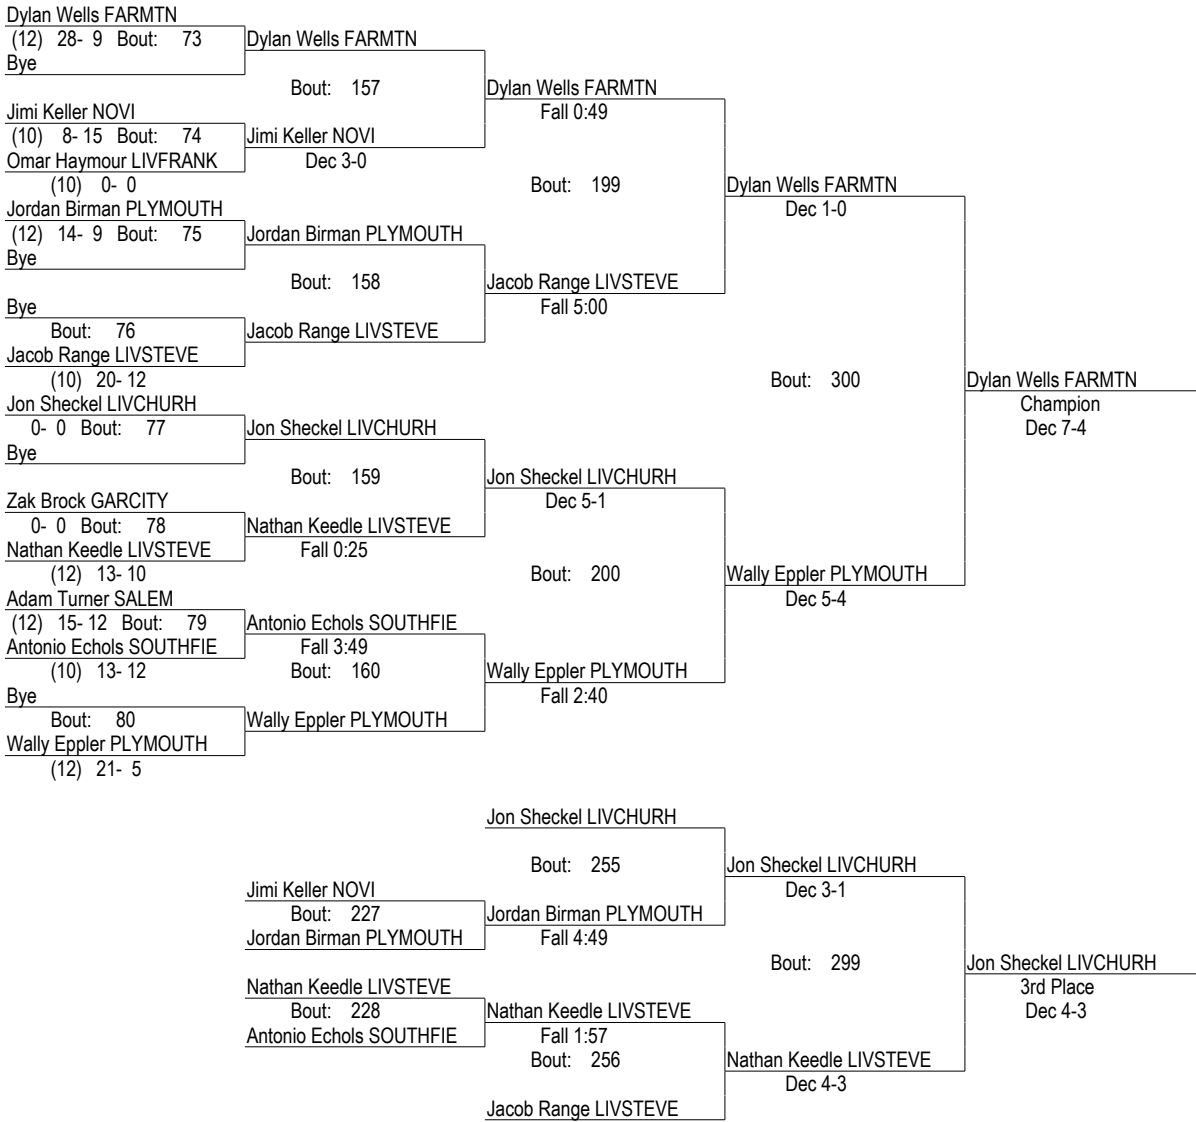 Dylan Wells FARMTN
(12) 28- 9 Bout: 73
Dylan Wells FARMTN
Bye
Bout: 157
Dylan Wells FARMTN
Jimi Keller NOVI
Fall 0:49
(10) 8- 15 Bout: 74
Jimi Keller NOVI
Omar Haymour LIVFRANK
Dec 3-0
(10) 0- 0
Bout: 199
Dylan Wells FARMTN
Jordan Birman PLYMOUTH
Dec 1-0
(12) 14- 9 Bout: 75
Jordan Birman PLYMOUTH
Bye
Bout: 158
Jacob Range LIVSTEVE
Bye
Fall 5:00
Bout: 76
Jacob Range LIVSTEVE
Jacob Range LIVSTEVE
(10) 20- 12
Bout: 300
Dylan Wells FARMTN
Jon Sheckel LIVCHURH
Champion
0- 0 Bout: 77
Jon Sheckel LIVCHURH
Dec 7-4
Bye
Bout: 159
Jon Sheckel LIVCHURH
Zak Brock GARCITY
Dec 5-1
0- 0 Bout: 78
Nathan Keedle LIVSTEVE
Nathan Keedle LIVSTEVE
Fall 0:25
(12) 13- 10
Bout: 200
Wally Eppler PLYMOUTH
Adam Turner SALEM
Dec 5-4
(12) 15- 12 Bout: 79
Antonio Echols SOUTHFIE
Antonio Echols SOUTHFIE
Fall 3:49
(10) 13- 12
Bout: 160
Wally Eppler PLYMOUTH
Bye
Fall 2:40
Bout: 80
Wally Eppler PLYMOUTH
Wally Eppler PLYMOUTH
(12) 21- 5
Jon Sheckel LIVCHURH
Bout: 255
Jon Sheckel LIVCHURH
Jimi Keller NOVI
Dec 3-1
Bout: 227
Jordan Birman PLYMOUTH
Jordan Birman PLYMOUTH
Fall 4:49
Bout: 299
Jon Sheckel LIVCHURH
Nathan Keedle LIVSTEVE
3rd Place
Bout: 228
Nathan Keedle LIVSTEVE
Dec 4-3
Antonio Echols SOUTHFIE
Fall 1:57
Bout: 256
Nathan Keedle LIVSTEVE
Dec 4-3
Jacob Range LIVSTEVE